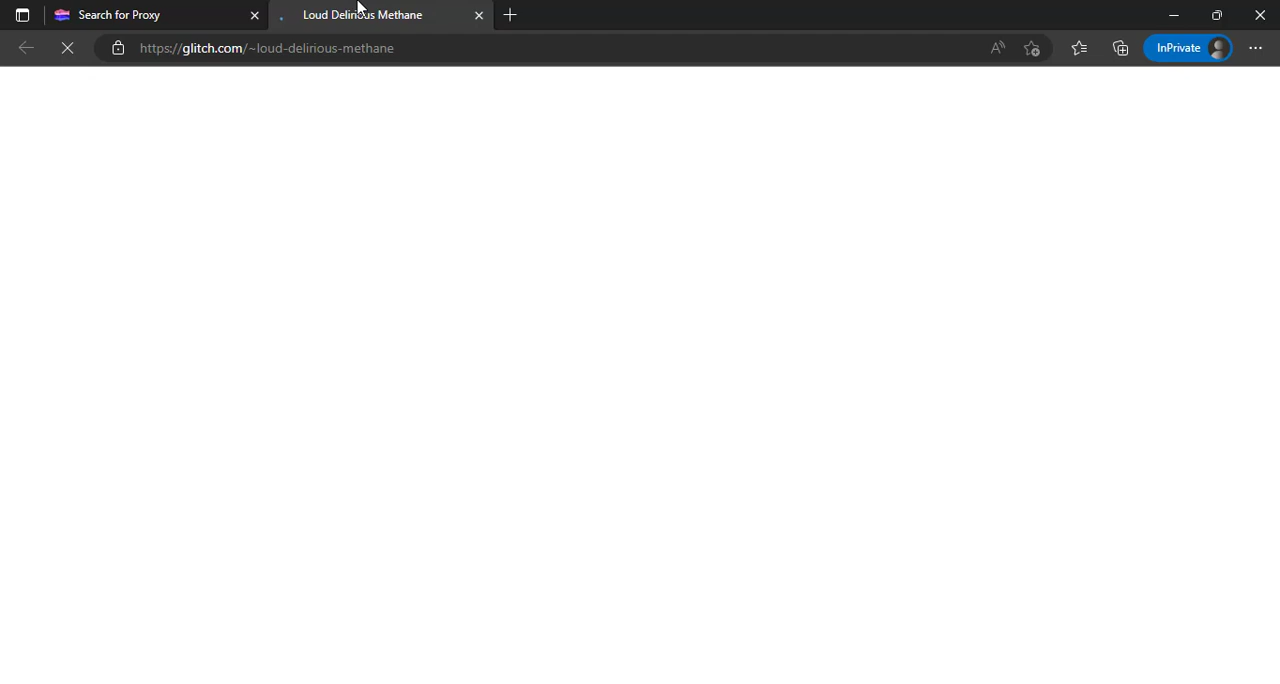 Search for Proxy
Loud Delirious Methane
https://glitch.com/~loud-delirious-methane
InPrivate